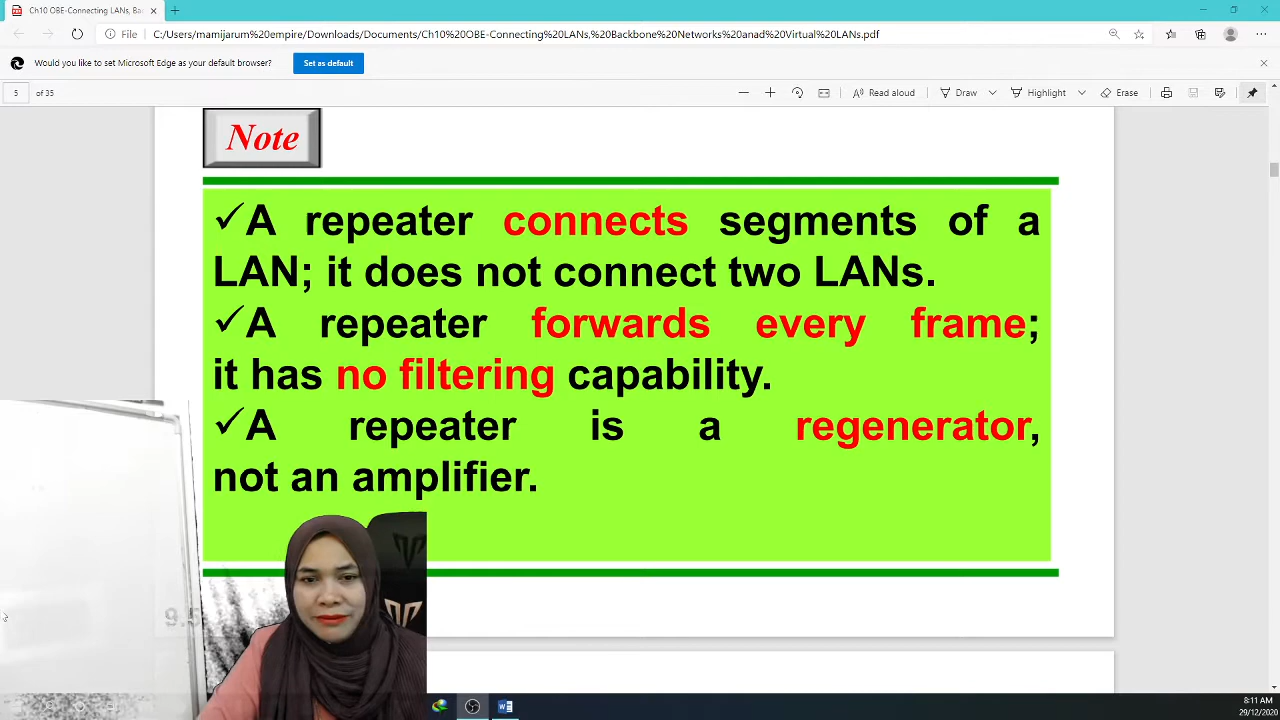 Ch10 OBE-Connecting LANs, Ba
File C:/Users/mamijarum%20empire/Downloads/Documents/Ch10%20OBE-Connecting%20LANs,%20Backbone%20Networks%20anad%20Virtual%20LANs.pdf
Would you like to set Microsoft Edge as your default browser? Set as default
5 of 35 Read aloud Draw Highlight Erase
Note
✓A repeater connects segments of a
LAN; it does not connect two LANs.
✓A repeater forwards every frame;
it has no filtering capability.
✓A repeater is a regenerator,
not an amplifier.
9.5
8:11 AM
29/12/2020